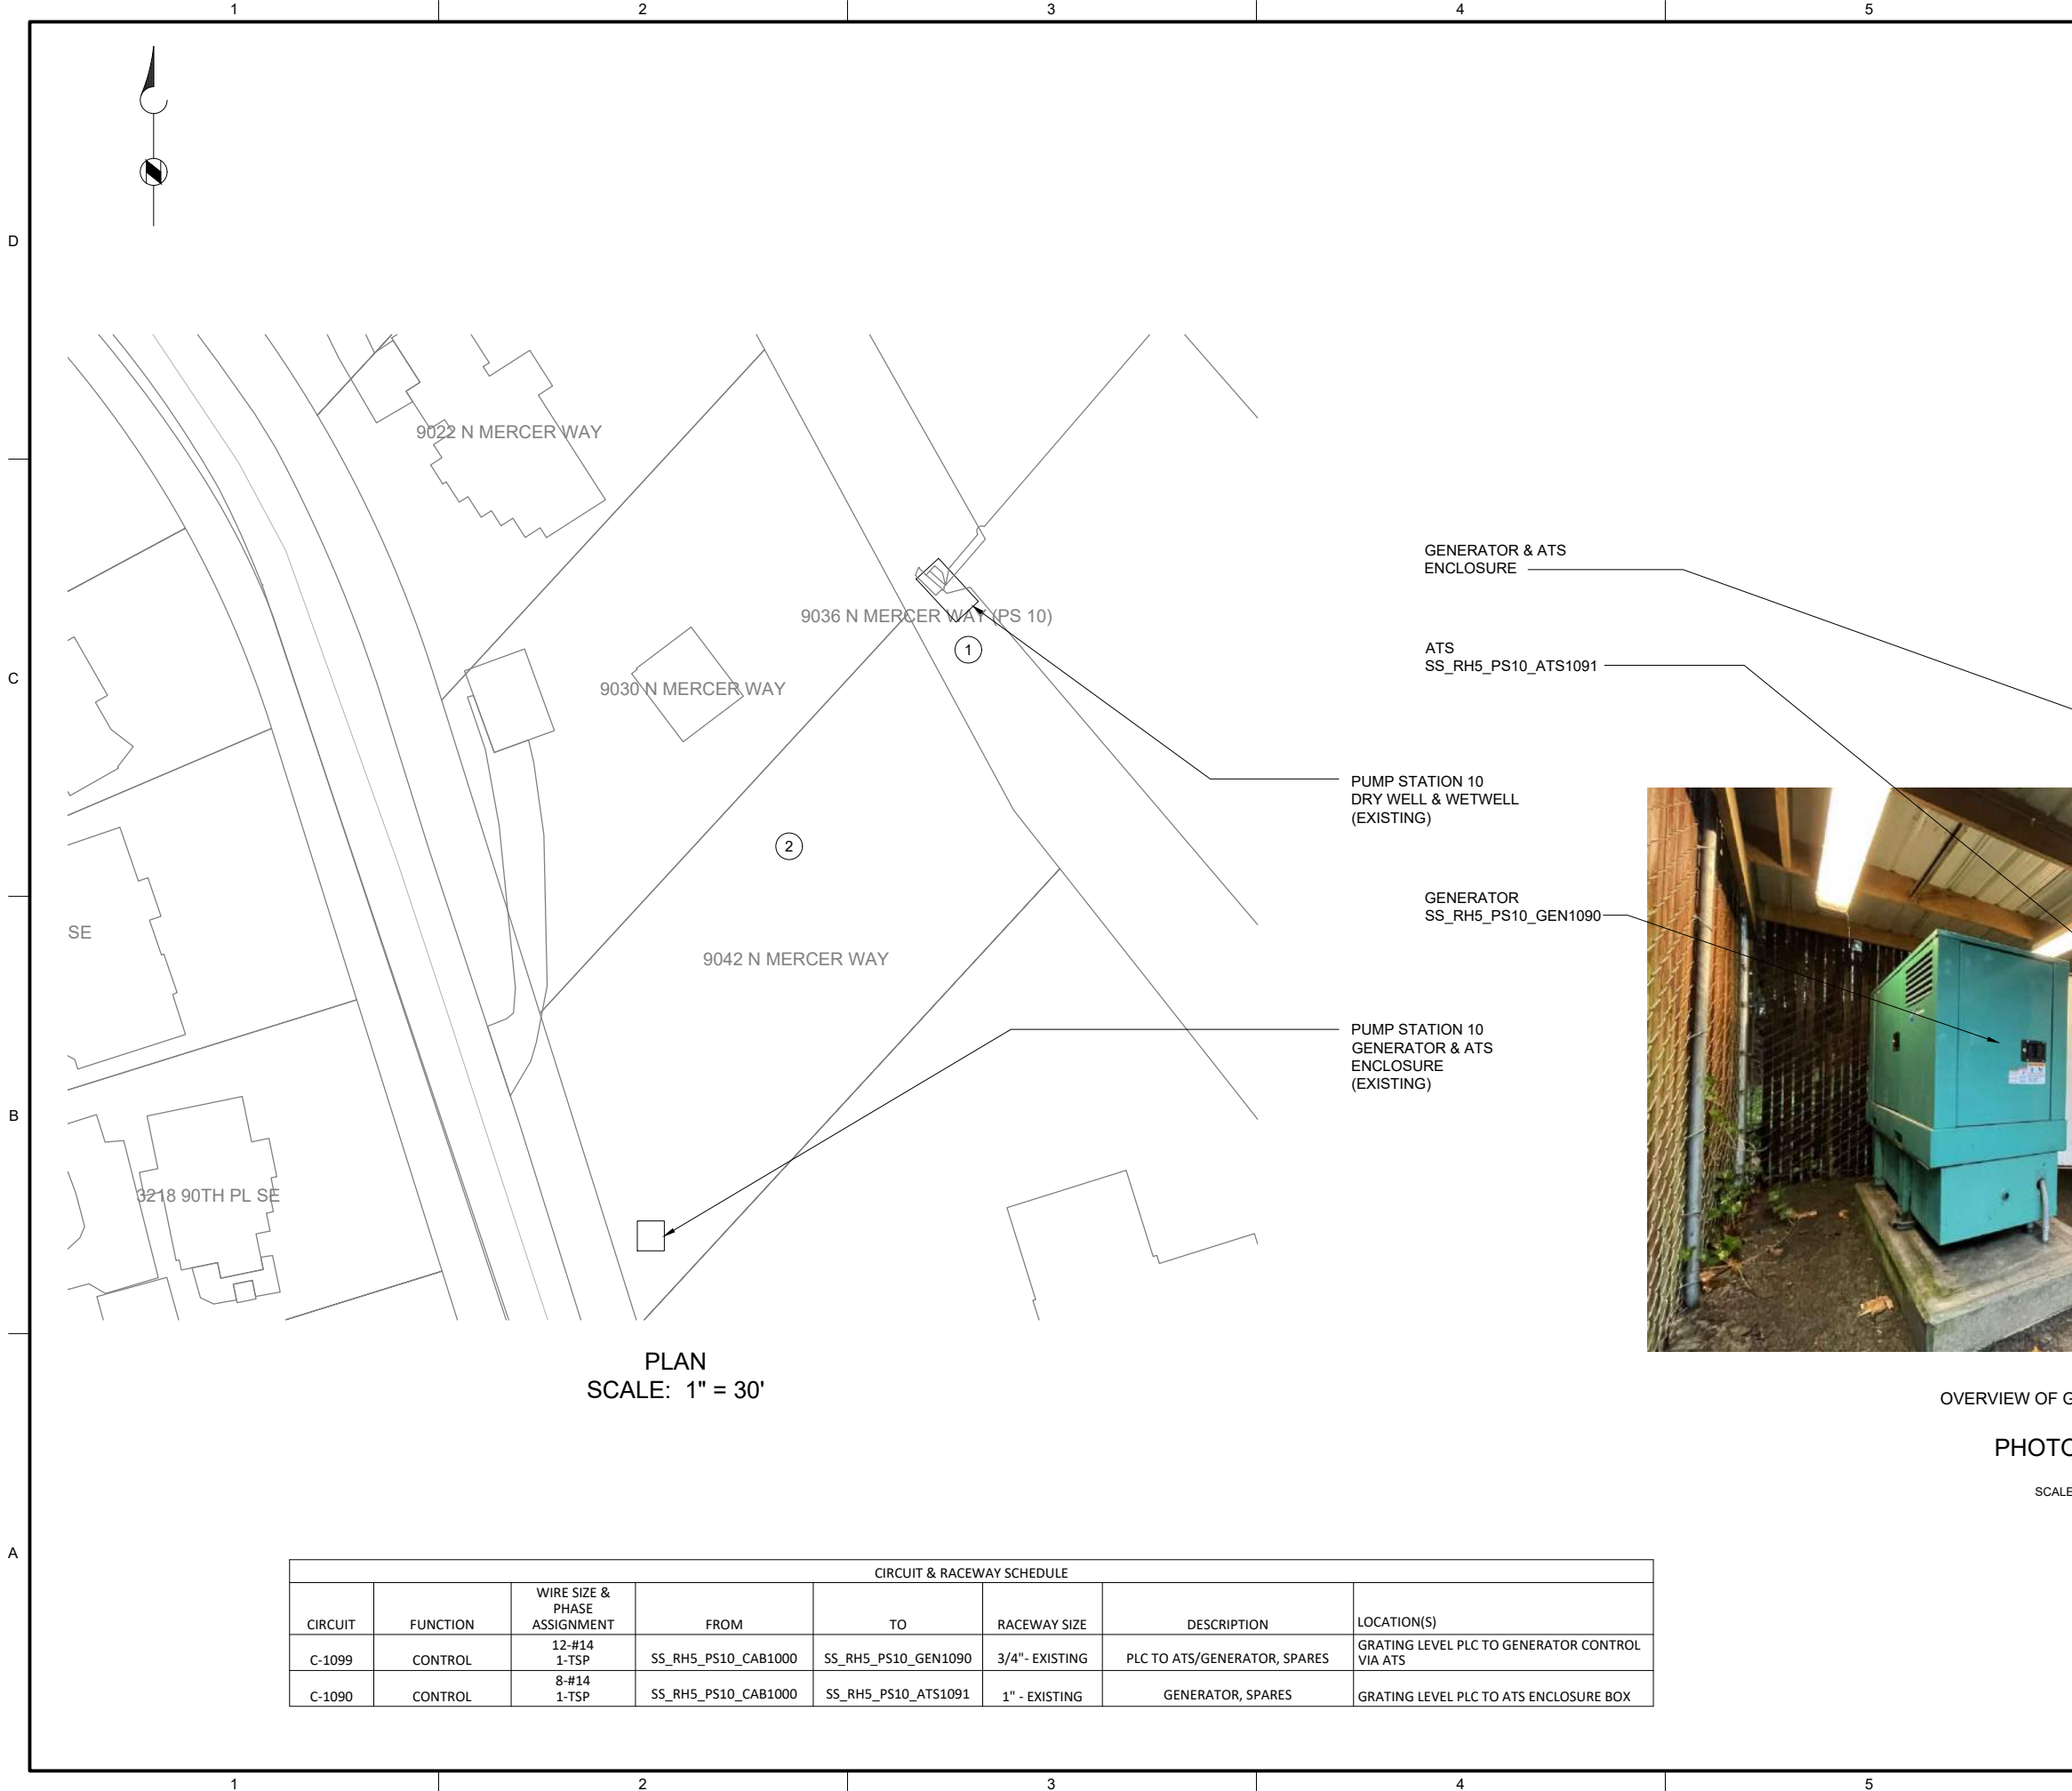 1 2 3 4 5
D
C
B
A
9022 N MERCER WAY
9036 N MERCER WAY (PS 10)
1
9030 N MERCER WAY
2
SE
9042 N MERCER WAY
3218 90TH PL SE
PUMP STATION 10
DRY WELL & WETWELL
(EXISTING)
PUMP STATION 10
GENERATOR & ATS
ENCLOSURE
(EXISTING)
PLAN
SCALE: 1" = 30'
GENERATOR & ATS
ENCLOSURE
ATS
SS_RH5_PS10_ATS1091
GENERATOR
SS_RH5_PS10_GEN1090
OVERVIEW OF G
PHOTO
SCALE
CIRCUIT & RACEWAY SCHEDULE
CIRCUIT FUNCTION WIRE SIZE & PHASE ASSIGNMENT FROM TO RACEWAY SIZE DESCRIPTION LOCATION(S)
C-1099 CONTROL 12-#14 1-TSP SS_RH5_PS10_CAB1000 SS_RH5_PS10_GEN1090 3/4"- EXISTING PLC TO ATS/GENERATOR, SPARES GRATING LEVEL PLC TO GENERATOR CONTROL VIA ATS
C-1090 CONTROL 8-#14 1-TSP SS_RH5_PS10_CAB1000 SS_RH5_PS10_ATS1091 1" - EXISTING GENERATOR, SPARES GRATING LEVEL PLC TO ATS ENCLOSURE BOX
1 2 3 4 5